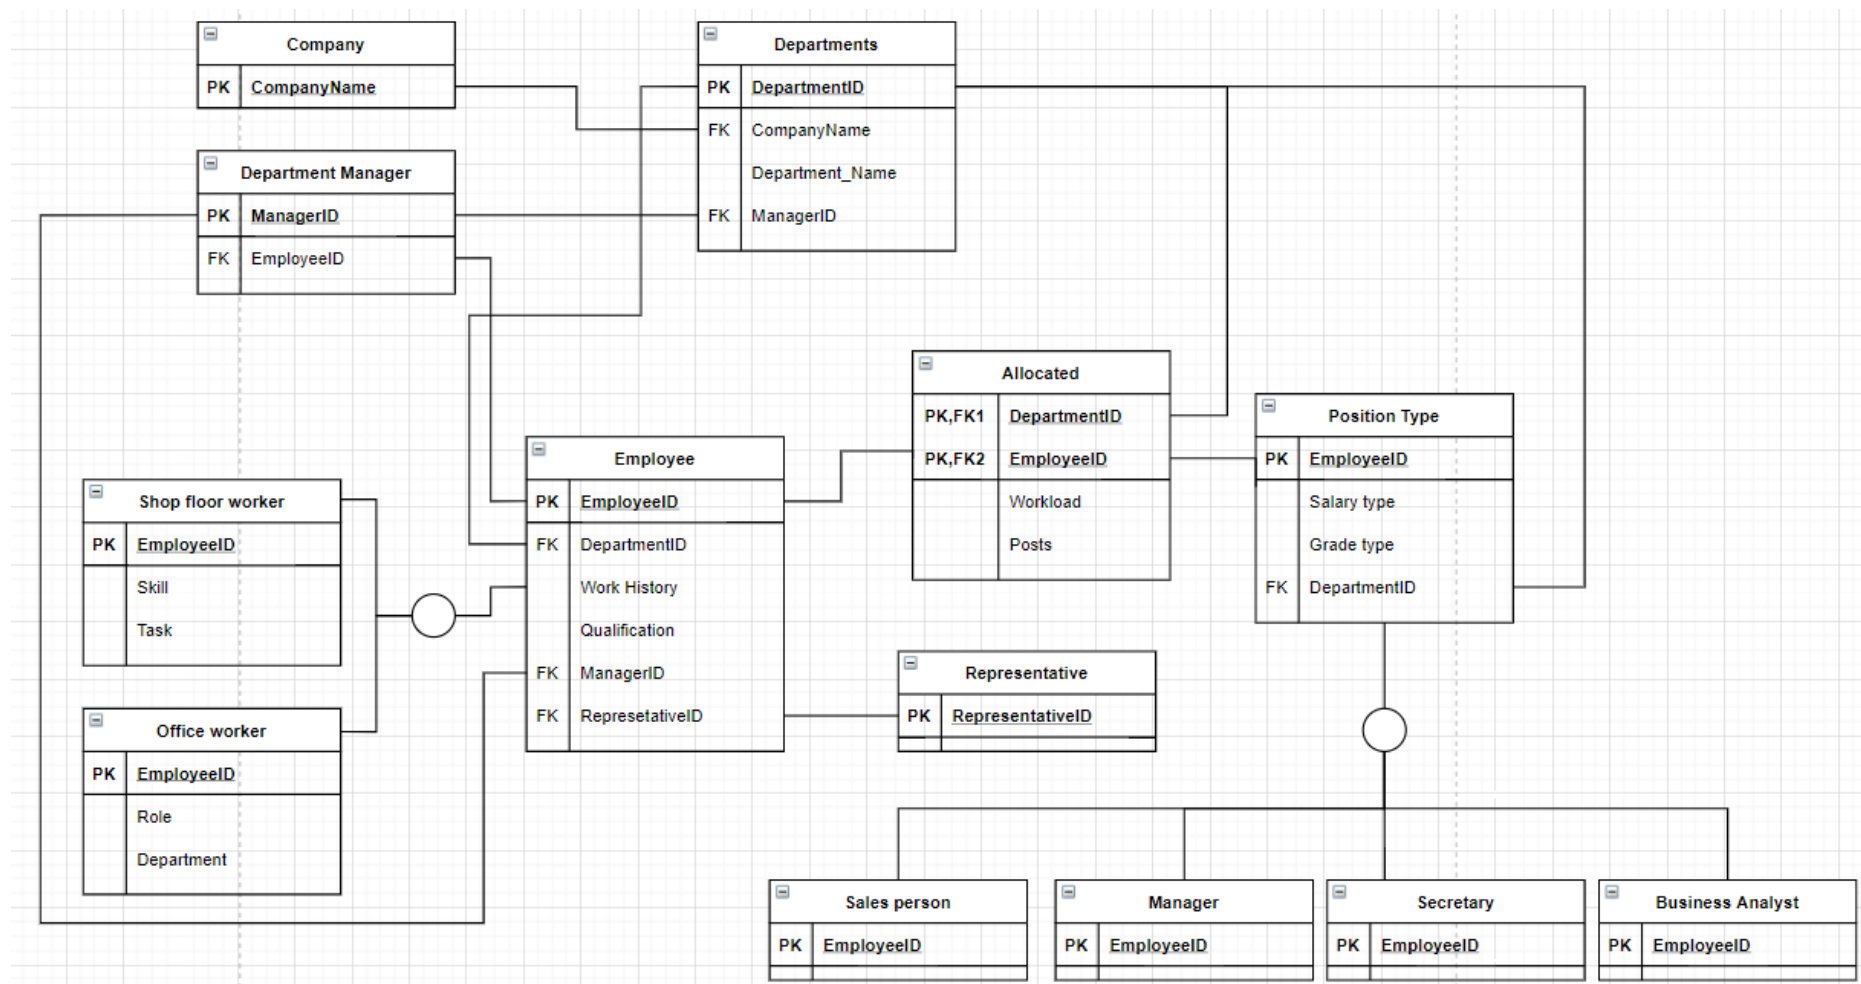 Company
PK CompanyName
Departments
PK DepartmentID
FK CompanyName
Department_Name
FK ManagerID
Department Manager
PK ManagerID
FK EmployeeID
Allocated
PK,FK1 DepartmentID
PK,FK2 EmployeeID
Workload
Posts
Position Type
PK EmployeeID
Salary type
Grade type
FK DepartmentID
Employee
PK EmployeeID
FK DepartmentID
Work History
Qualification
FK ManagerID
FK RepresetativeID
Shop floor worker
PK EmployeeID
Skill
Task
Representative
PK RepresentativeID
Office worker
PK EmployeeID
Role
Department
Sales person
PK EmployeeID
Manager
PK EmployeeID
Secretary
PK EmployeeID
Business Analyst
PK EmployeeID